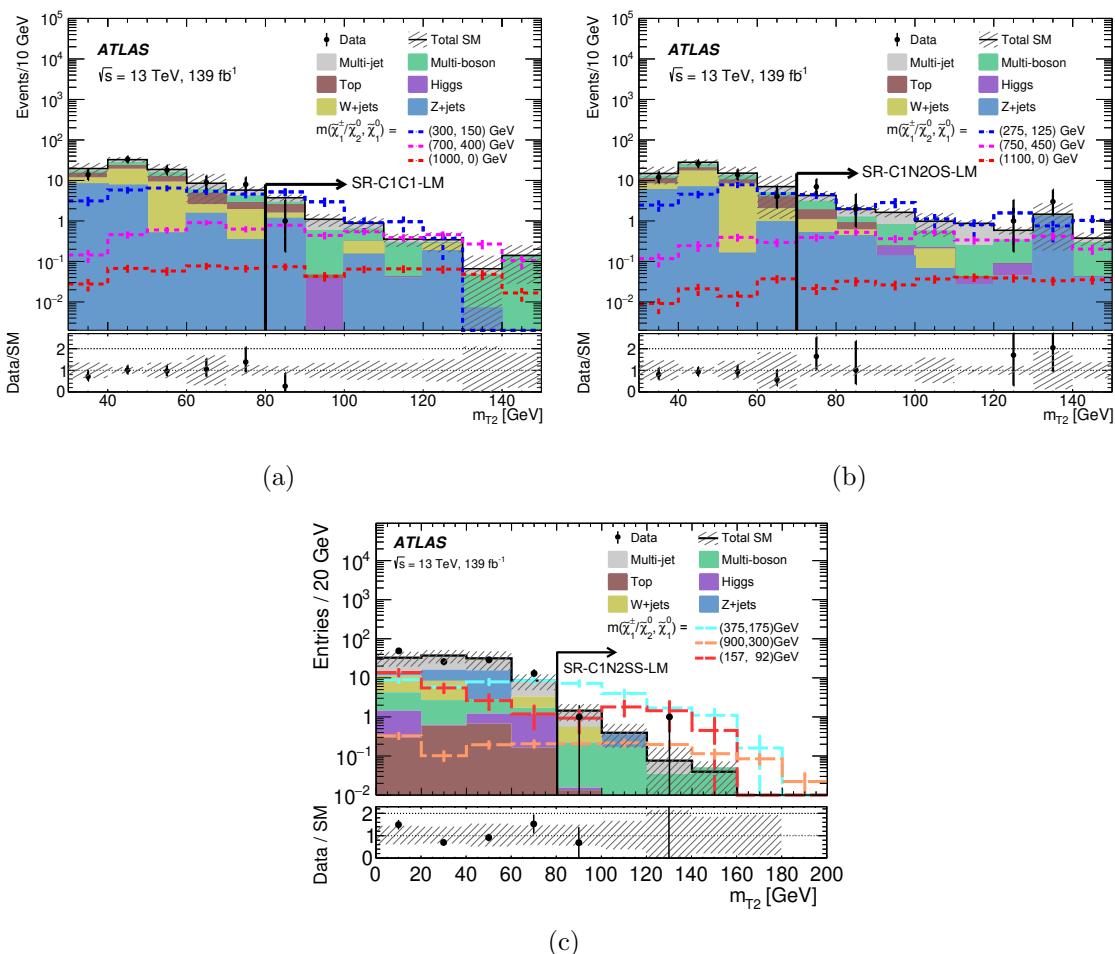 ATLAS
√s = 13 TeV, 139 fb⁻¹
Data
Total SM
Multi-jet
Multi-boson
Top
Higgs
W+jets
Z+jets
m(χ̃₁±/χ̃₂⁰, χ̃₁⁰) =
(300, 150) GeV
(700, 400) GeV
(1000, 0) GeV
SR-C1C1-LM
Events/10 GeV
10⁵
10⁴
10³
10²
10
1
10⁻¹
10⁻²
Data/SM
2
1
0
40 60 80 100 120 140
m_T2 [GeV]
(a)
ATLAS
√s = 13 TeV, 139 fb⁻¹
Data
Total SM
Multi-jet
Multi-boson
Top
Higgs
W+jets
Z+jets
m(χ̃₁±/χ̃₂⁰, χ̃₁⁰) =
(275, 125) GeV
(750, 450) GeV
(1100, 0) GeV
SR-C1N2OS-LM
Events/10 GeV
10⁵
10⁴
10³
10²
10
1
10⁻¹
10⁻²
Data/SM
2
1
0
40 60 80 100 120 140
m_T2 [GeV]
(b)
ATLAS
√s = 13 TeV, 139 fb⁻¹
Data
Total SM
Multi-jet
Multi-boson
Top
Higgs
W+jets
Z+jets
m(χ̃₁±/χ̃₂⁰, χ̃₁⁰) =
(375,175)GeV
(900,300)GeV
(157, 92)GeV
SR-C1N2SS-LM
Entries / 20 GeV
10⁴
10³
10²
10
1
10⁻¹
10⁻²
Data / SM
2
1
0
0 20 40 60 80 100 120 140 160 180 200
m_T2 [GeV]
(c)